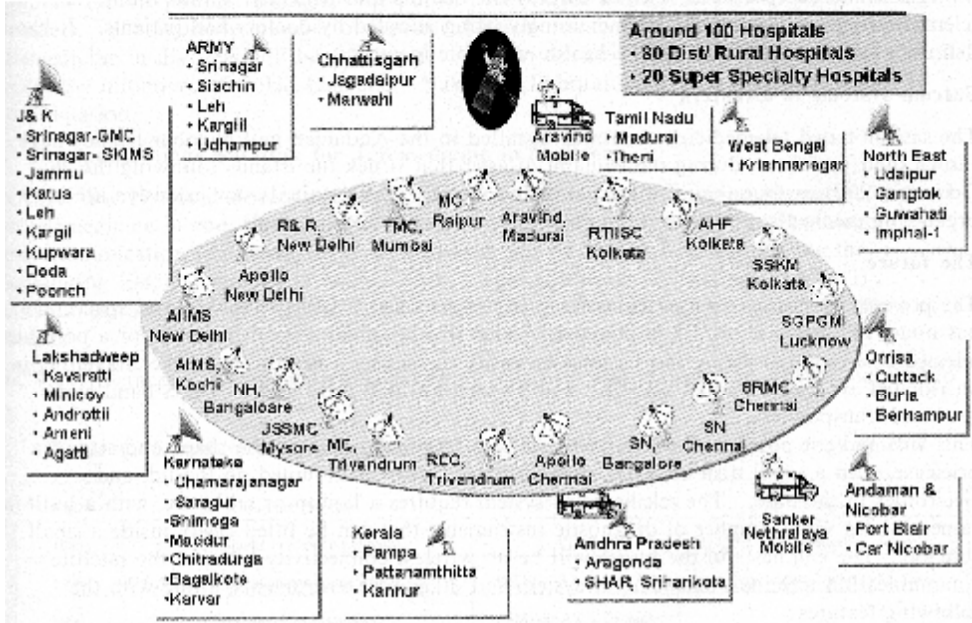 Around 100 Hospitals
• 80 Dist/ Rural Hospitals
• 20 Super Specialty Hospitals
ARMY
• Srinagar
• Siachin
• Leh
• Kargiil
• Udhampur
Chhattisgarh
• Jagadalpur
• Marwahi
J& K
• Srinagar-GMC
• Srinagar- SKIMS
• Jammu
• Katua
• Leh
• Kargil
• Kupwara
• Doda
• Poonch
Aravind
Mobile
Tamil Nadu
• Madurai
• Theni
West Bengal
• Krishnanagar
North East
• Udaipur
• Gangtok
• Guwahati
• Imphal-1
R& R,
New Delhi
TMC,
Mumbai
MC,
Raipur
Aravind,
Madurai
RTIISC
Kolkata
AHF
Kolkata
SSKM
Kolkata
SGPGMI
Lucknow
Apollo
New Delhi
AIIMS
New Delhi
AIMS,
Kochi
NH,
Bangaloare
JSSMC
Mysore
MC,
Trivandrum
RCC,
Trivandrum
Apollo
Chennai
SN,
Bangalore
SN
Chennai
SRMC
Chennai
Lakshadweep
• Kavaratti
• Minicoy
• Androttii
• Ameni
• Agatti
Orrisa
• Cuttack
• Burla
• Berhampur
Karnataka
• Chamarajanagar
• Saragur
• Shimoga
• Maddur
• Chitradurga
• Bagalkote
• Karvar
Kerala
• Pampa
• Pattanamthitta
• Kannur
Andhra Pradesh
• Aragonda
• SHAR, Sriharikota
Sanker
Nethralaya
Mobile
Andaman &
Nicobar
• Port Blair
• Car Nicobar